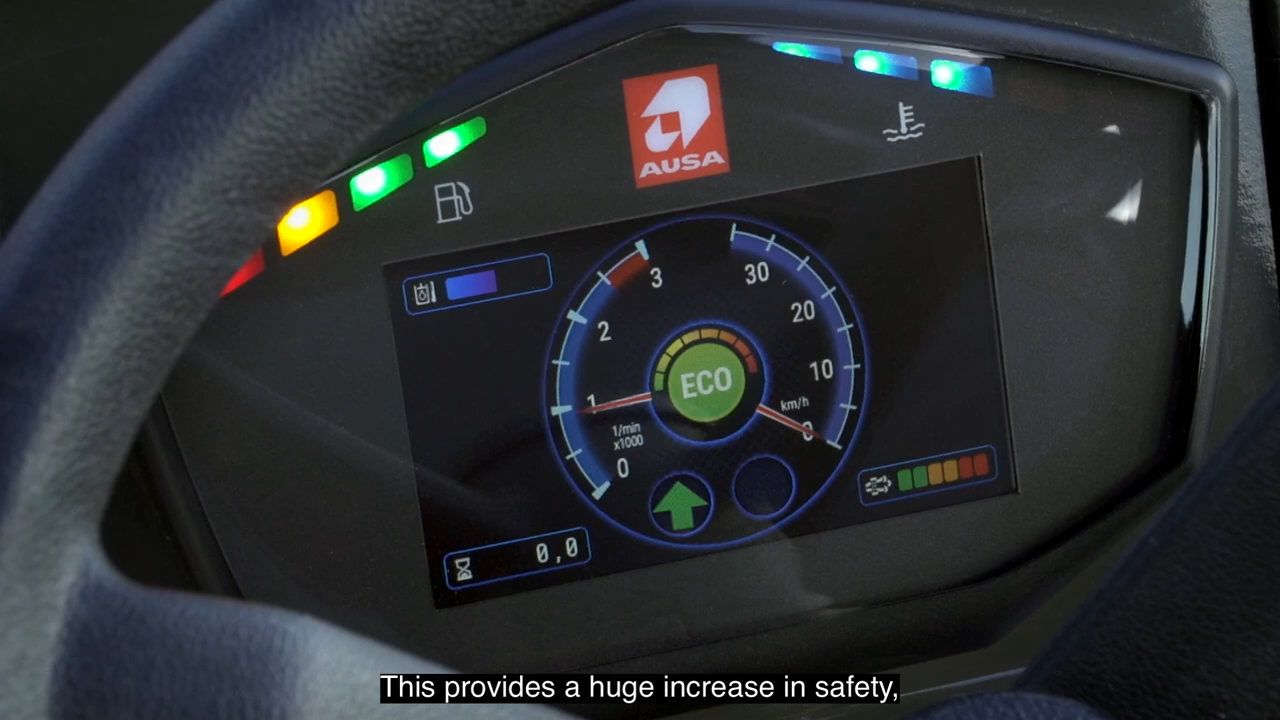 AUSA
3
2
1
1/min
x1000
0
30
20
10
km/h
0
ECO
0,0
This provides a huge increase in safety,